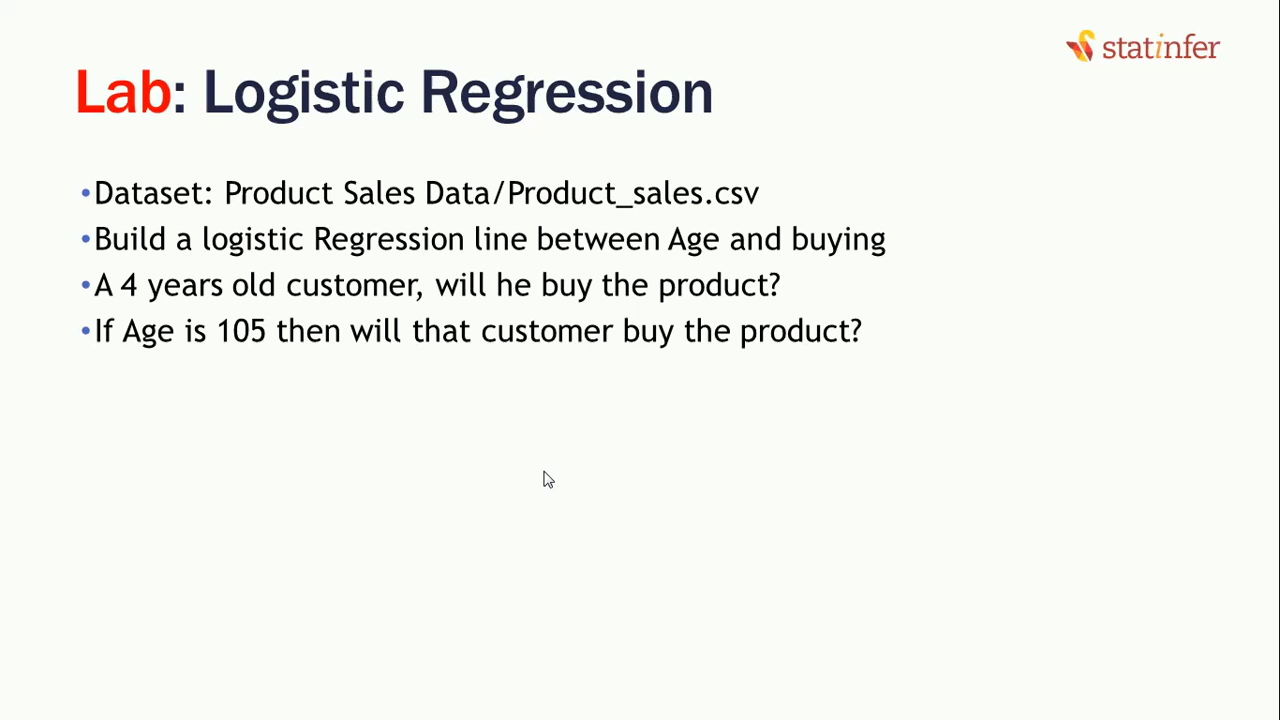 statinfer
Lab: Logistic Regression
•Dataset: Product Sales Data/Product_sales.csv
•Build a logistic Regression line between Age and buying
•A 4 years old customer, will he buy the product?
•If Age is 105 then will that customer buy the product?